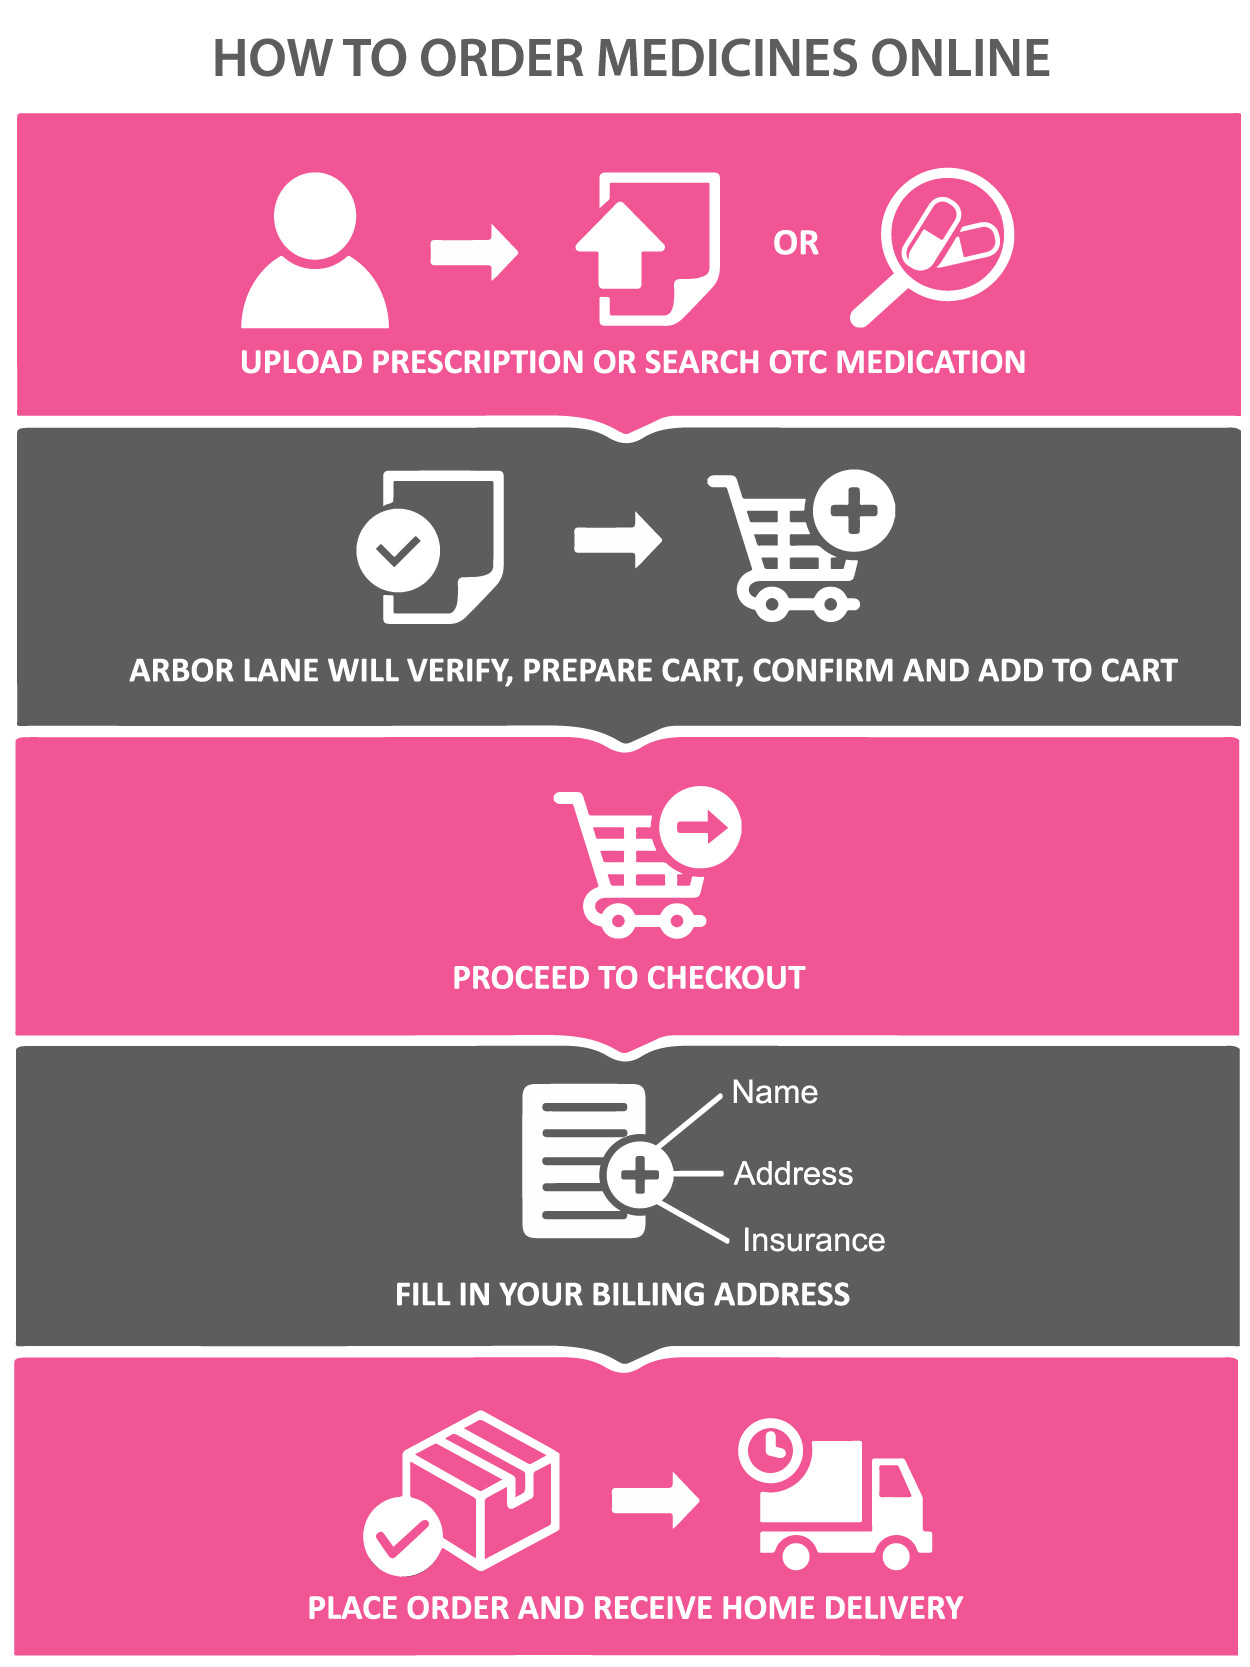 HOW TO ORDER MEDICINES ONLINE
OR
UPLOAD PRESCRIPTION OR SEARCH OTC MEDICATION
ARBOR LANE WILL VERIFY, PREPARE CART, CONFIRM AND ADD TO CART
PROCEED TO CHECKOUT
Name
Address
Insurance
FILL IN YOUR BILLING ADDRESS
PLACE ORDER AND RECEIVE HOME DELIVERY